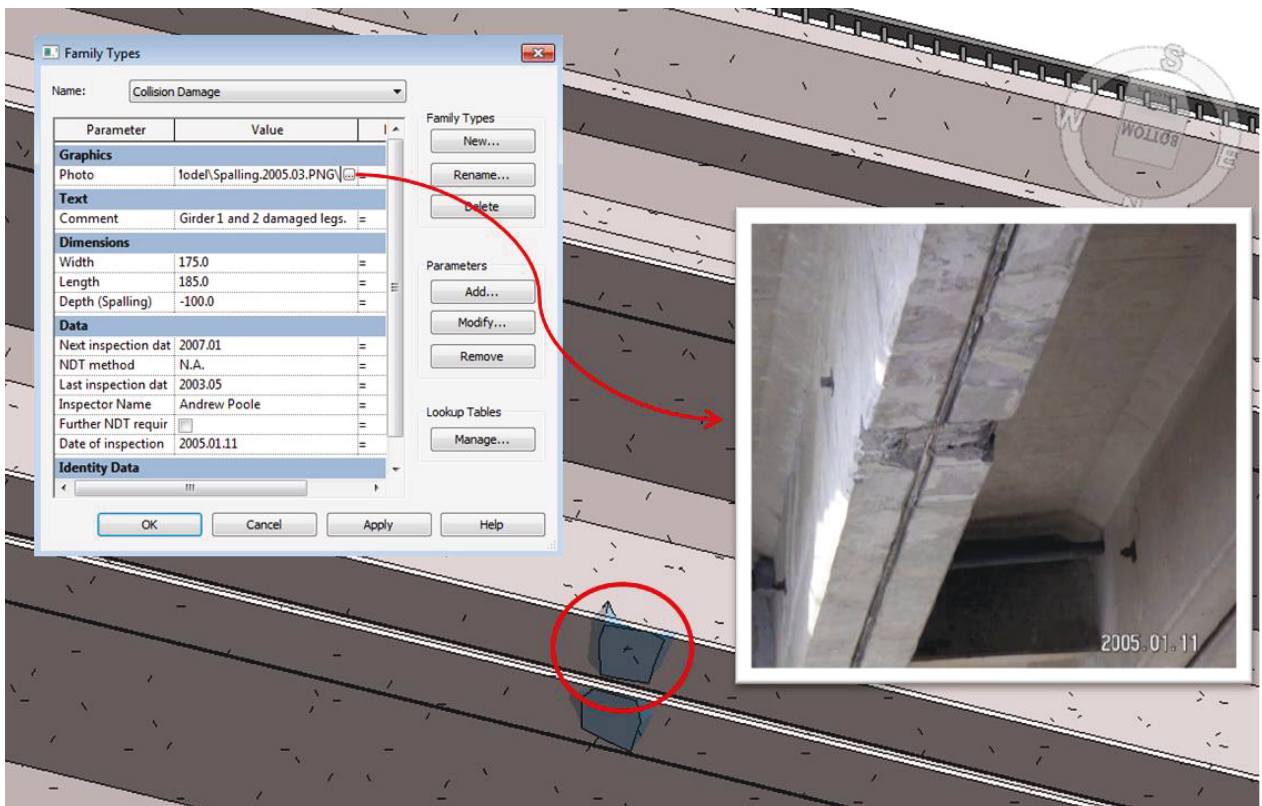 Family Types
Name: Collision Damage
Parameter Value
Graphics
Photo 1odel\Spalling.2005.03.PNG\ ... =
Text
Comment Girder 1 and 2 damaged legs. =
Dimensions
Width 175.0 =
Length 185.0 =
Depth (Spalling) -100.0 =
Data
Next inspection dat 2007.01 =
NDT method N.A. =
Last inspection dat 2003.05 =
Inspector Name Andrew Poole =
Further NDT requir =
Date of inspection 2005.01.11 =
Identity Data
Family Types
New...
Rename...
Delete
Parameters
Add...
Modify...
Remove
Lookup Tables
Manage...
OK Cancel Apply Help
S
W
BOTTOM
E
N
2005.01.11